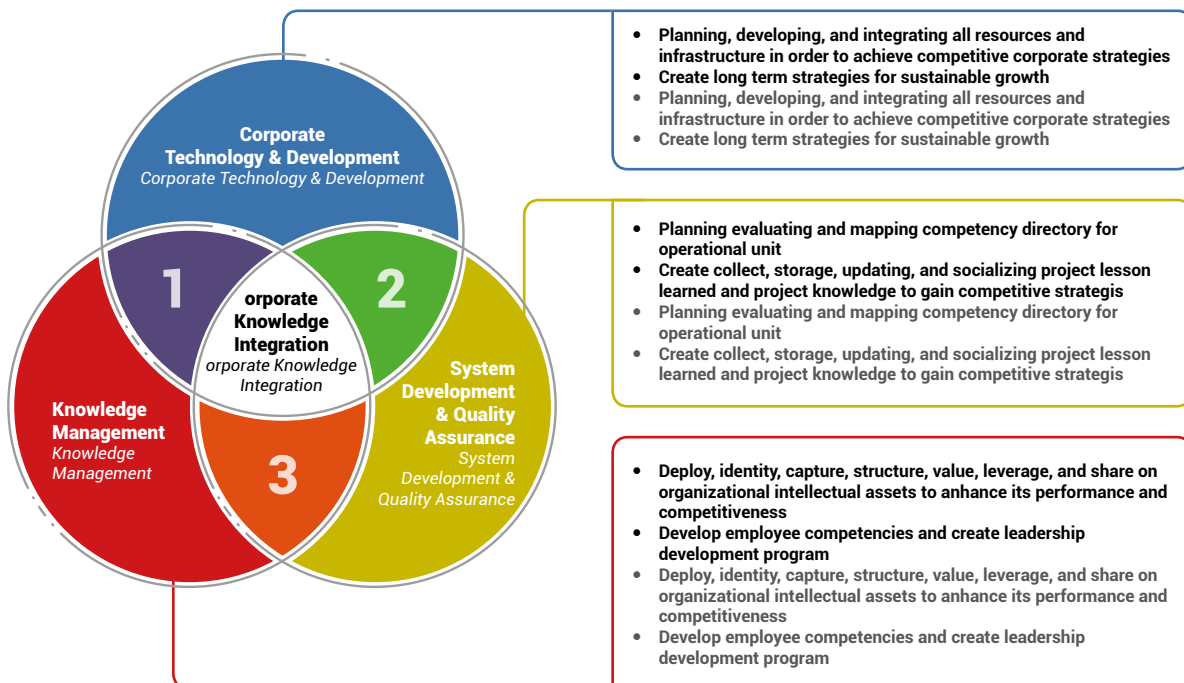 Corporate
Technology & Development
Corporate Technology & Development
1
2
orporate
Knowledge
Integration
orporate Knowledge
Integration
Knowledge
Management
Knowledge
Management
System
Development
& Quality
Assurance
System
Development &
Quality Assurance
3
• Planning, developing, and integrating all resources and
infrastructure in order to achieve competitive corporate strategies
• Create long term strategies for sustainable growth
• Planning, developing, and integrating all resources and
infrastructure in order to achieve competitive corporate strategies
• Create long term strategies for sustainable growth
• Planning evaluating and mapping competency directory for
operational unit
• Create collect, storage, updating, and socializing project lesson
learned and project knowledge to gain competitive strategis
• Planning evaluating and mapping competency directory for
operational unit
• Create collect, storage, updating, and socializing project lesson
learned and project knowledge to gain competitive strategis
• Deploy, identity, capture, structure, value, leverage, and share on
organizational intellectual assets to anhance its performance and
competitiveness
• Develop employee competencies and create leadership
development program
• Deploy, identity, capture, structure, value, leverage, and share on
organizational intellectual assets to anhance its performance and
competitiveness
• Develop employee competencies and create leadership
development program